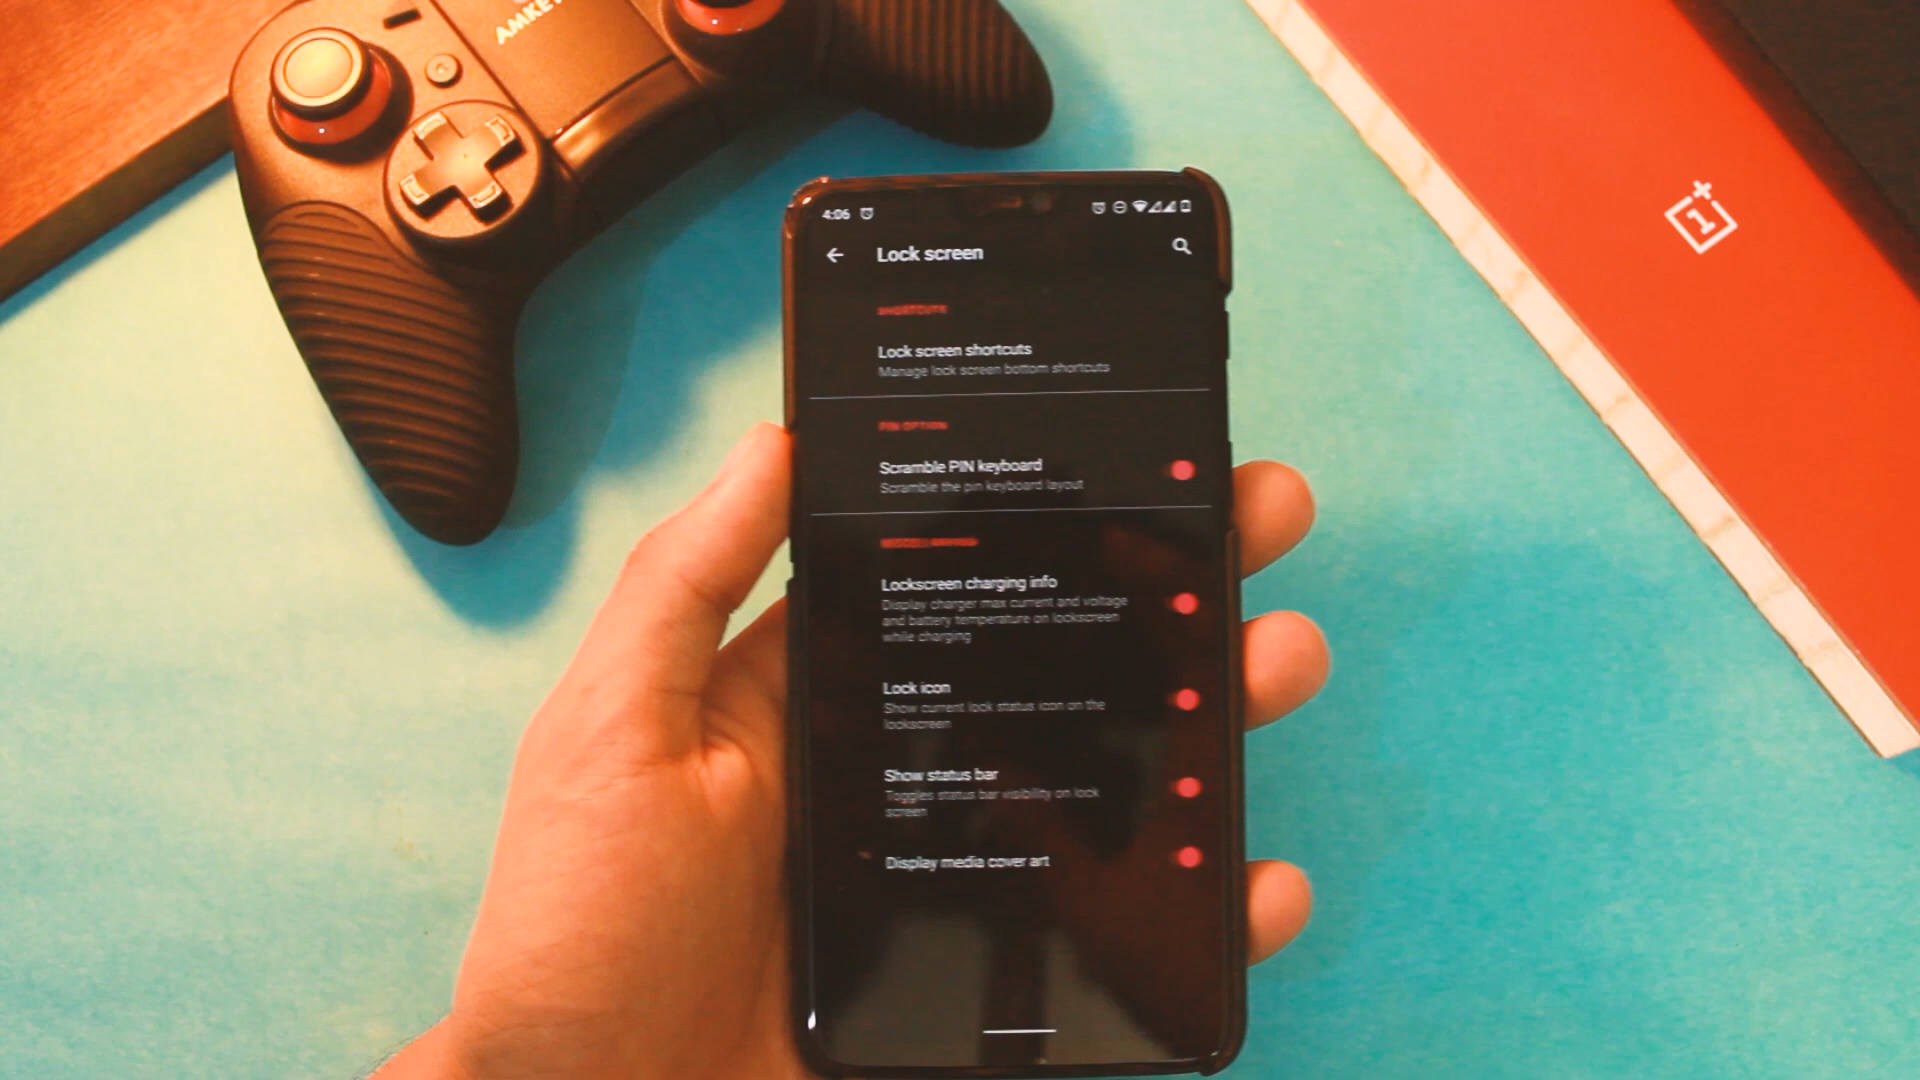 AMKE
4:06
Lock screen
SHORTCUTS
Lock screen shortcuts
Manage lock screen bottom shortcuts
PIN OPTION
Scramble PIN keyboard
Scramble the pin keyboard layout
MISCELLANEOUS
Lockscreen charging info
Display charger max current and voltage
and battery temperature on lockscreen
while charging
Lock icon
Show current lock status icon on the
lockscreen
Show status bar
Toggles status bar visibility on lock
screen
Display media cover art
1+